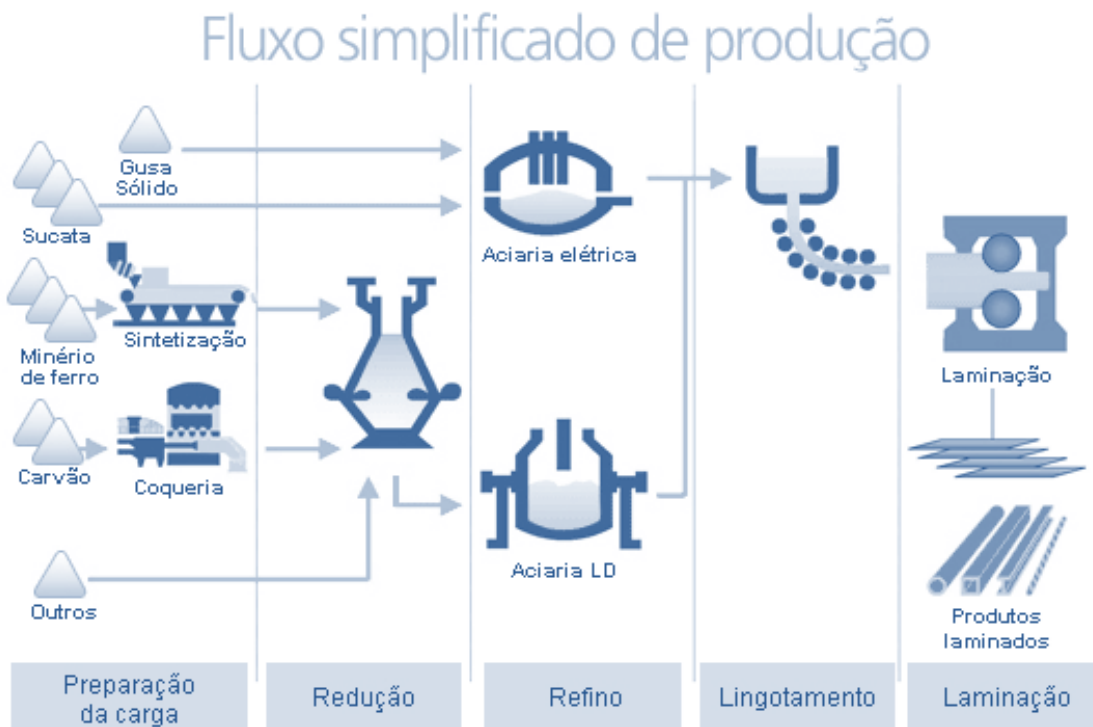 Fluxo simplificado de produção
Gusa
Sólido
Sucata
Aciaria elétrica
Sintetização
Minério
de ferro
Laminação
Carvão
Coqueria
Aciaria LD
Outros
Produtos
laminados
Preparação
da carga
Redução
Refino
Lingotamento
Laminação